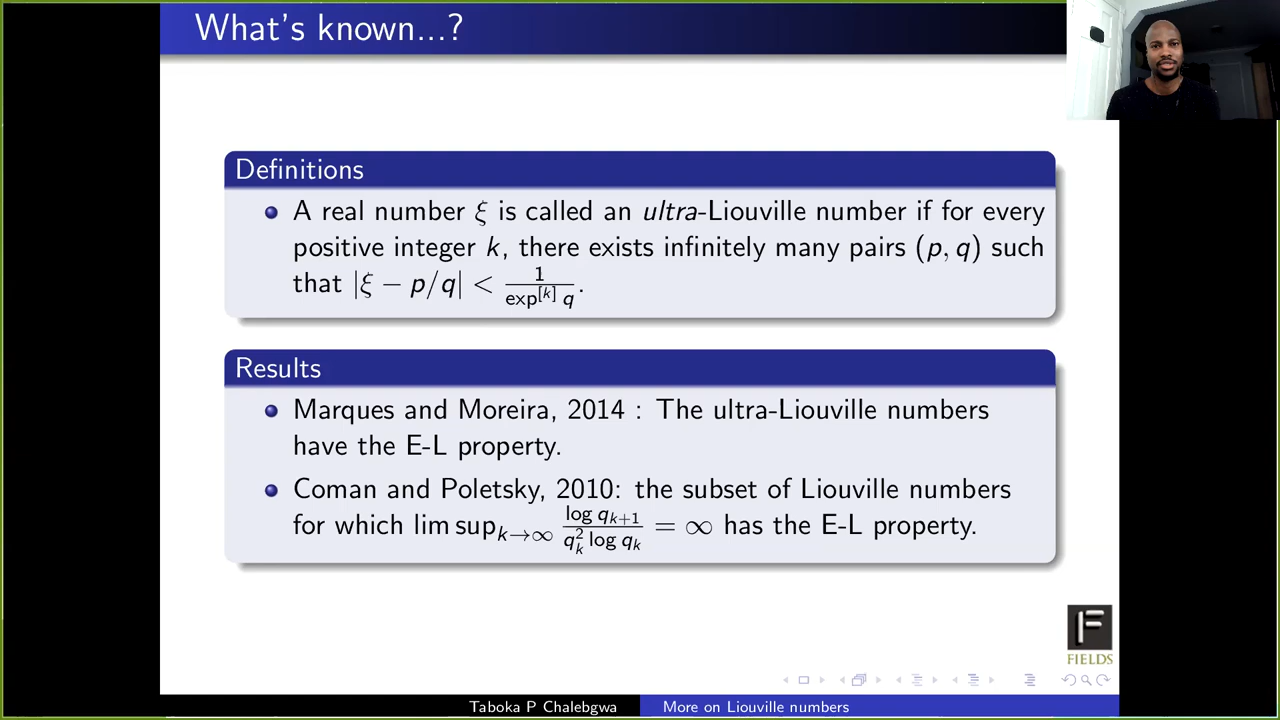 What's known...?
Definitions
A real number ξ is called an ultra-Liouville number if for every
positive integer k, there exists infinitely many pairs (p, q) such
that |ξ − p/q| < 1/exp^[k] q.
Results
Marques and Moreira, 2014 : The ultra-Liouville numbers
have the E-L property.
Coman and Poletsky, 2010: the subset of Liouville numbers
for which lim sup_{k→∞} log q_{k+1}/q_k^2 log q_k = ∞ has the E-L property.
F
FIELDS
Taboka P Chalebgwa More on Liouville numbers